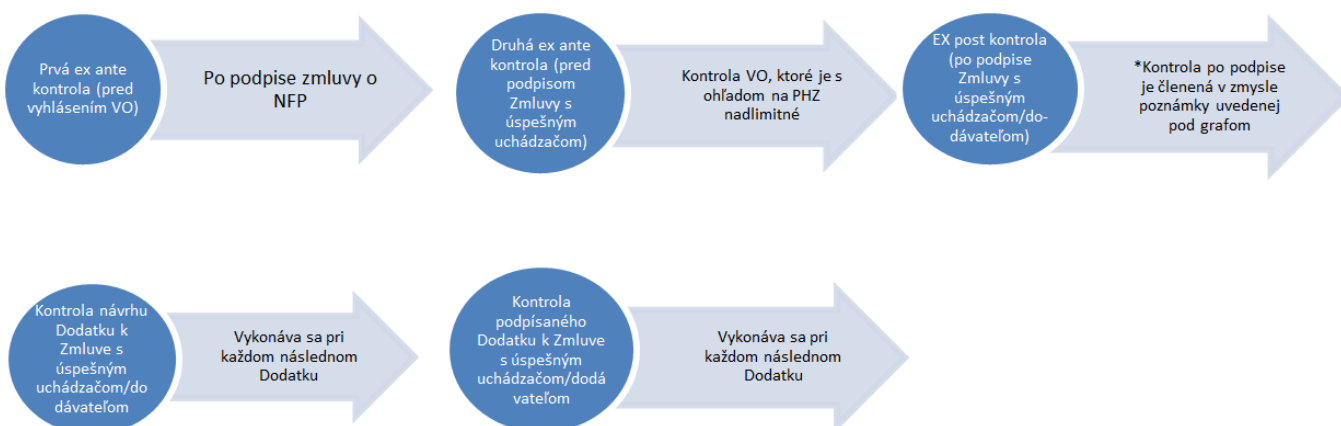 Prvá ex ante
kontrola (pred
vyhlásením VO)
Po podpise zmluvy o
NFP
Druhá ex ante
kontrola (pred
podpisom
Zmluvy s
úspešným
uchádzačom)
Kontrola VO, ktoré je s
ohľadom na PHZ
nadlimitné
EX post kontrola
(po podpise
Zmluvy s
úspešným
uchádzačom/do-
dávateľom)
*Kontrola po podpise
je členená v zmysle
poznámky uvedenej
pod grafom
Kontrola návrhu
Dodatku k
Zmluve s
úspešným
uchádzačom/do
dávateľom
Vykonáva sa pri
každom následnom
Dodatku
Kontrola
podpísaného
Dodatku k Zmluve
s úspešným
uchádzačom/dodá
vateľom
Vykonáva sa pri
každom následnom
Dodatku